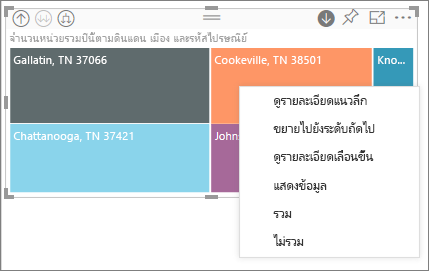 จำนวนหน่วยรวมปีนี้ตามดินแดน เมือง และรหัสไปรษณีย์
Gallatin, TN 37066
Cookeville, TN 38501
Kno...
ดูรายละเอียดแนวลึก
ขยายไปยังระดับถัดไป
Chattanooga, TN 37421
Johns
ดูรายละเอียดเลื่อนขึ้น
แสดงข้อมูล
รวม
ไม่รวม